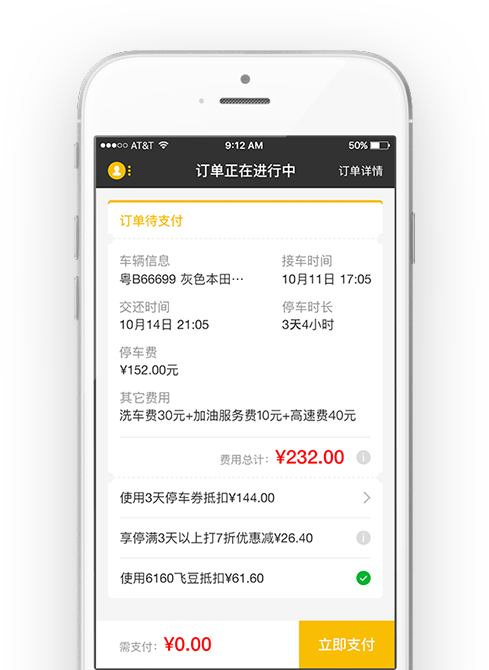 AT&T 9:12 AM 50%
订单正在进行中 订单详情
订单待支付
车辆信息 接车时间
粤B66699 灰色本田··· 10月11日 17:05
交还时间 停车时长
10月14日 21:05 3天4小时
停车费
¥152.00元
其它费用
洗车费30元+加油服务费10元+高速费40元
费用总计: ¥232.00
使用3天停车券抵扣¥144.00
享停满3天以上打7折优惠减¥26.40
使用6160飞豆抵扣¥61.60
需支付: ¥0.00 立即支付